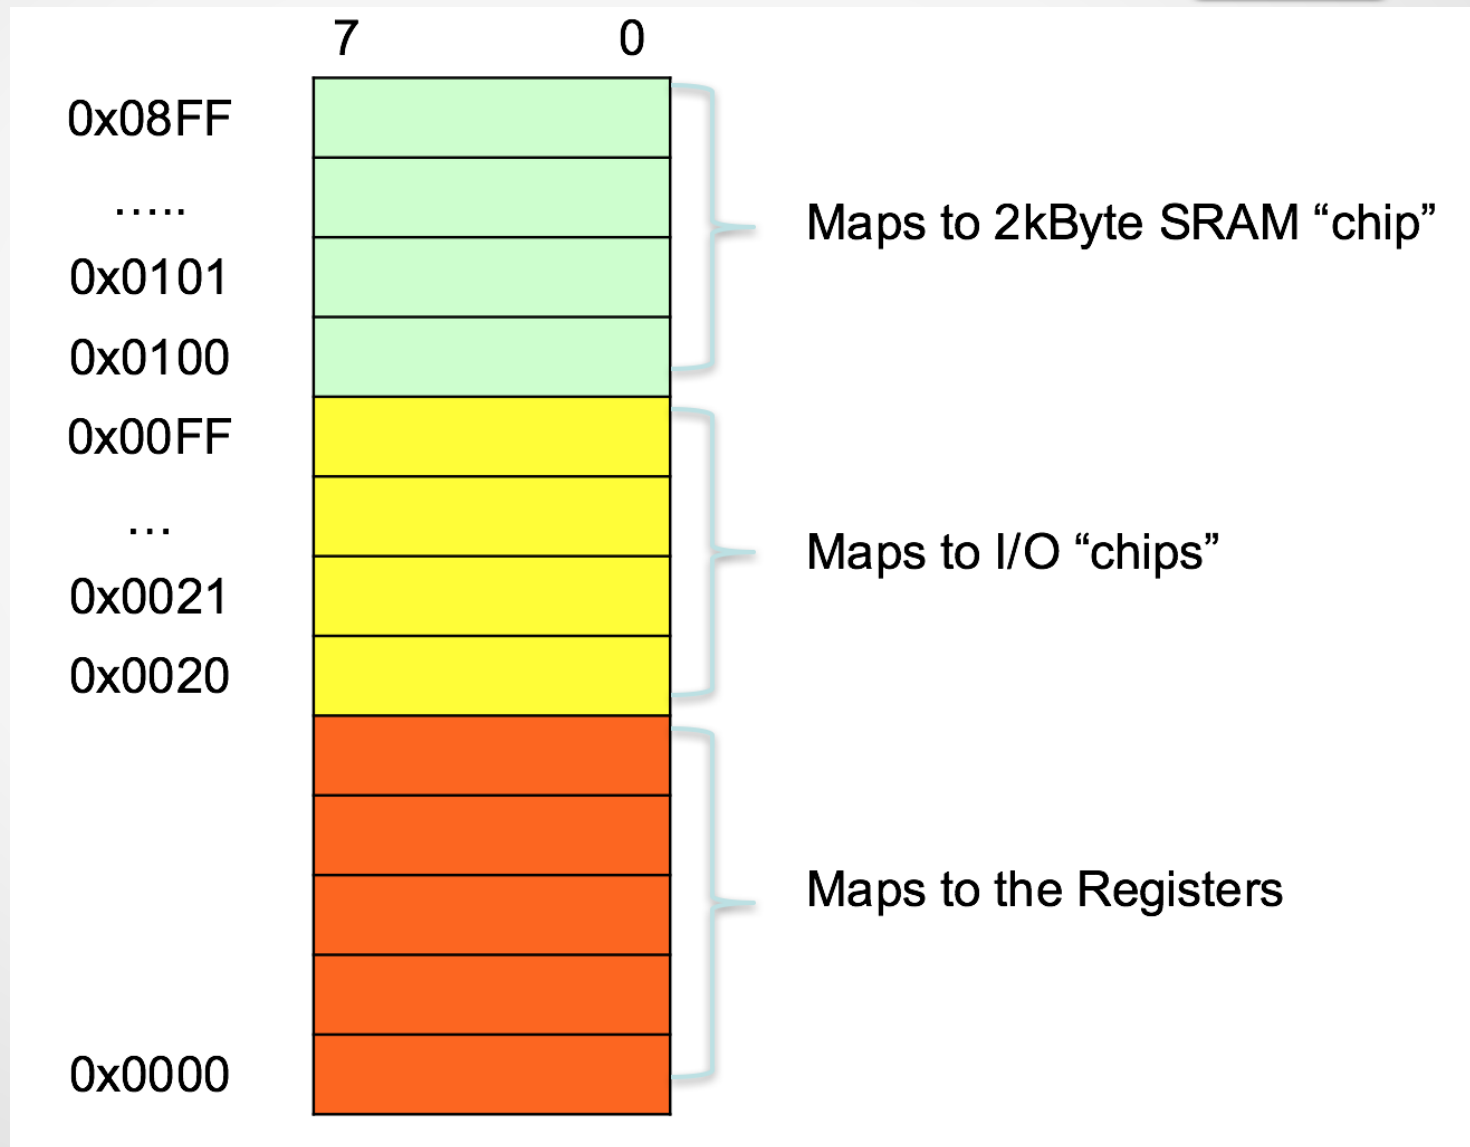 7 0
0x08FF
.....
Maps to 2kByte SRAM “chip”
0x0101
0x0100
0x00FF
...
Maps to I/O “chips”
0x0021
0x0020
Maps to the Registers
0x0000